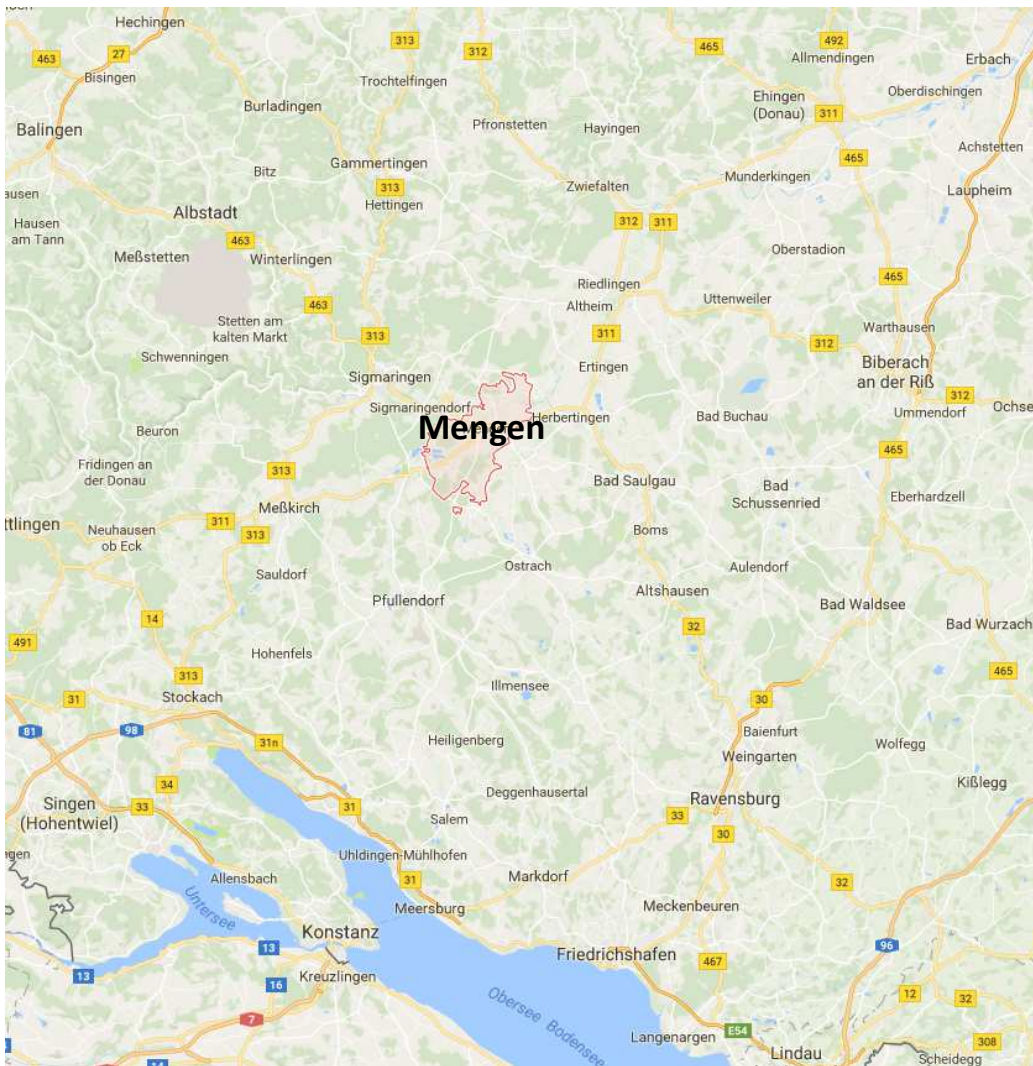 Hechingen
313
312
465
492
Allmendingen
463
27
Erbach
Bisingen
Trochtelfingen
Oberdischingen
Burladingen
Ehingen
(Donau)
311
Balingen
Pfronstetten
Hayingen
Achstetten
465
Gammertingen
Bitz
313
Zwiefalten
Munderkingen
Laupheim
Hettingen
Albstadt
312
311
Hausen
am Tann
463
Oberstadion
Meßstetten
Winterlingen
465
Riedlingen
463
Altheim
Uttenweiler
Stetten am
kalten Markt
313
311
312
Warthausen
Schwenningen
Biberach
an der Riß
Sigmaringen
Ertingen
312
Sigmaringendorf
Herbertingen
Bad Buchau
Ummendorf
Ochse
Mengen
Beuron
465
Fridingen an
der Donau
313
Bad Saulgau
Bad
Schussenried
Eberhardzell
Meßkirch
ttlingen
Neuhausen
ob Eck
311
313
Boms
Ostrach
Aulendorf
Sauldorf
Altshausen
Pfullendorf
Bad Waldsee
14
32
Bad Wurzach
491
Hohenfels
313
465
Illmensee
31
Stockach
30
81
98
31n
Baienfurt
Heiligenberg
Wolfegg
Weingarten
34
Kißlegg
Singen
(Hohentwiel)
33
31
Deggenhausertal
Ravensburg
Salem
33
30
Uhldingen-Mühlhofen
Allensbach
31
Markdorf
32
Untersee
Meersburg
Meckenbeuren
Konstanz
13
96
Friedrichshafen
467
13
Kreuzlingen
16
12
32
7
Obersee Bodensee
E54
Langenargen
308
Lindau
14
Scheidegg